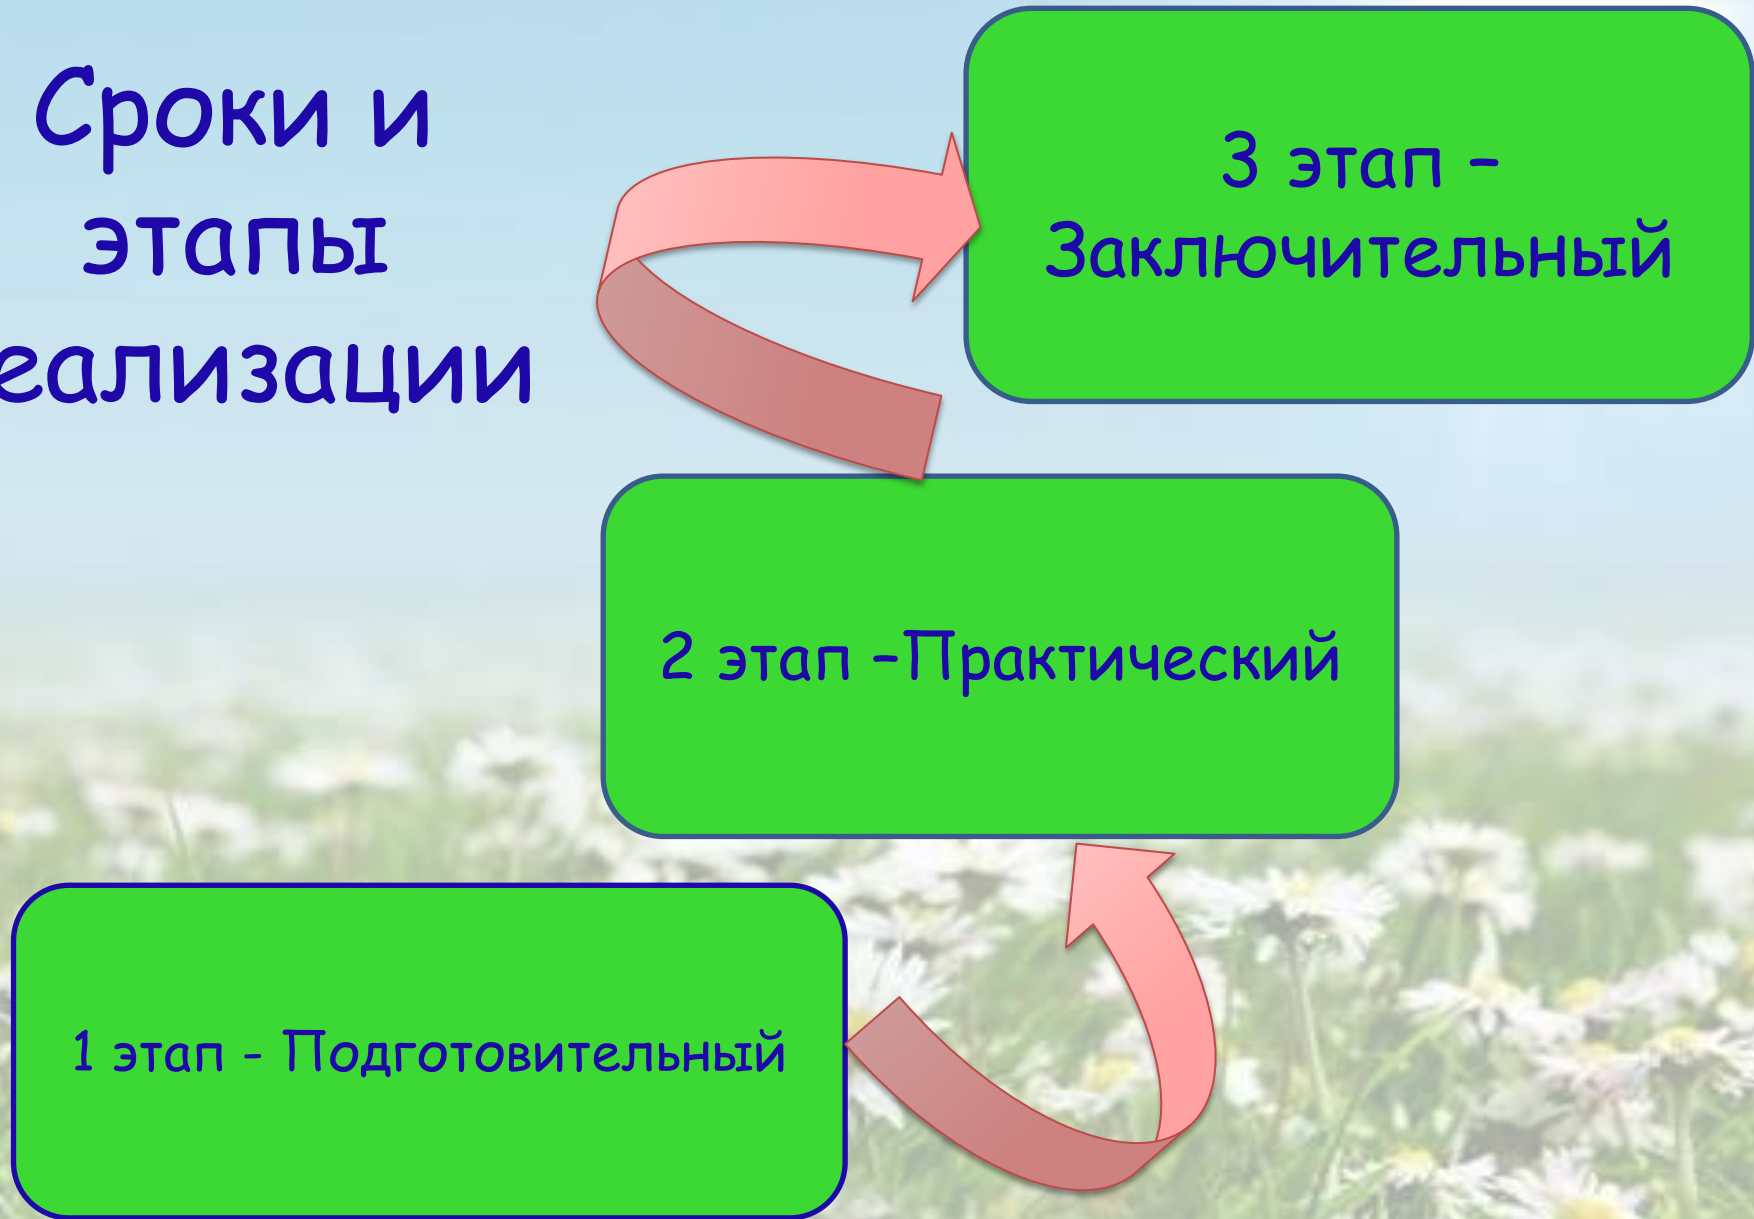 Сроки и
этапы
еализации
3 этап –
Заключительный
2 этап –Практический
1 этап - Подготовительный